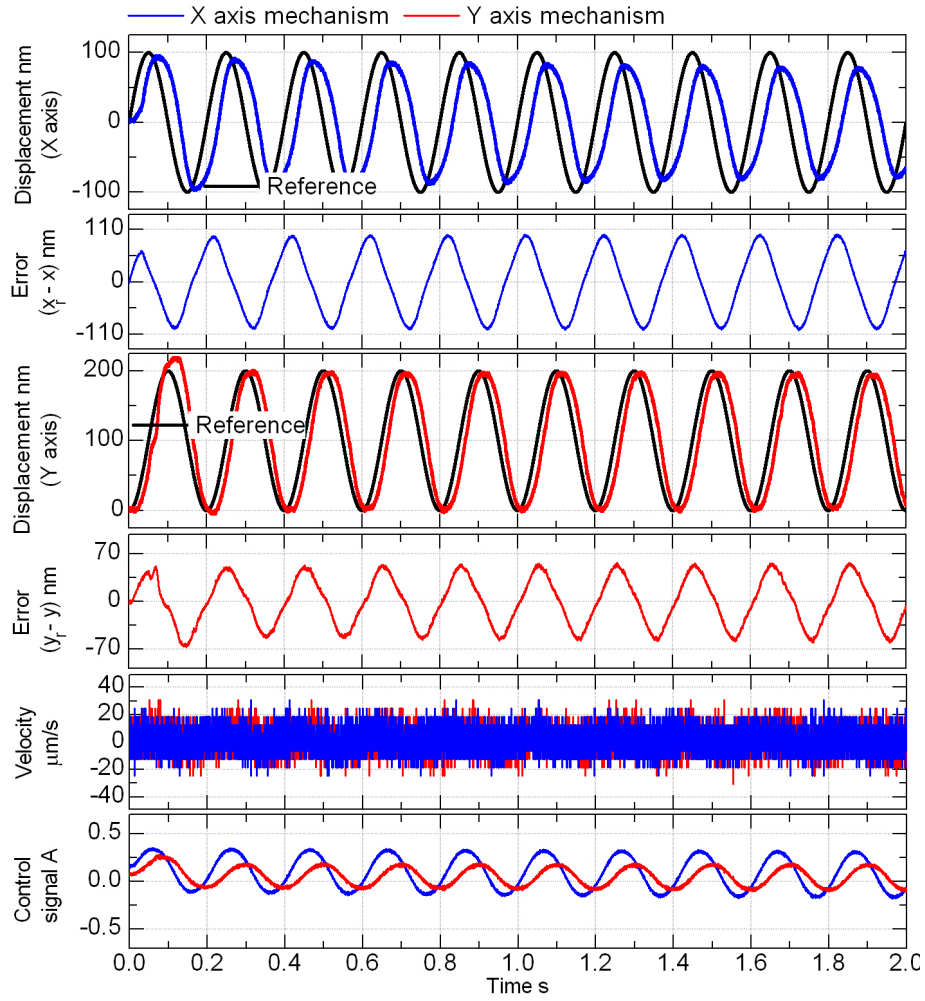 X axis mechanism Y axis mechanism
Displacement nm
(X axis)
100
0
-100
Reference
Error
(xr - x) nm
110
0
-110
Displacement nm
(Y axis)
200
100
0
Reference
Error
(yr - y) nm
70
0
-70
Velocity
μm/s
40
20
0
-20
-40
Control
signal A
0.5
0.0
-0.5
0.0 0.2 0.4 0.6 0.8 1.0 1.2 1.4 1.6 1.8 2.0
Time s